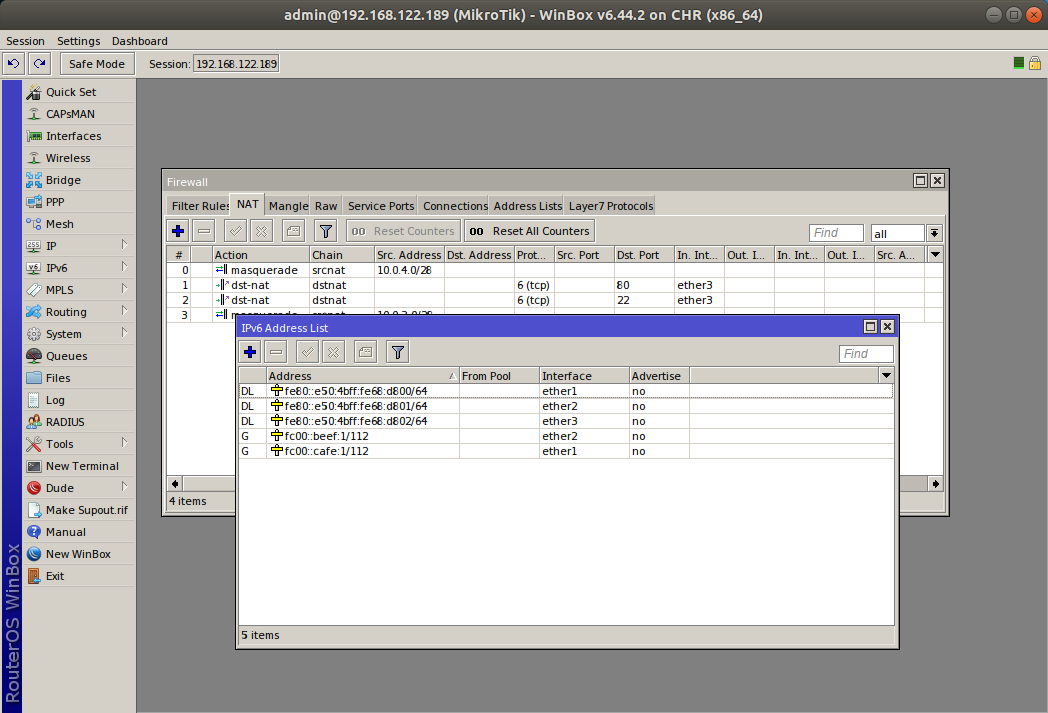 admin@192.168.122.189 (MikroTik) - WinBox v6.44.2 on CHR (x86_64)
Session Settings Dashboard
Safe Mode Session: 192.168.122.189
Quick Set
CAPsMAN
Interfaces
Wireless
Bridge
PPP
Mesh
IP
IPv6
MPLS
Routing
System
Queues
Files
Log
RADIUS
Tools
New Terminal
Dude
Make Supout.rif
Manual
New WinBox
Exit
RouterOS WinBox
Firewall
Filter Rules NAT Mangle Raw Service Ports Connections Address Lists Layer7 Protocols
00 Reset Counters 00 Reset All Counters Find all
# Action Chain Src. Address Dst. Address Prot... Src. Port Dst. Port In. Int... Out. I... In. Int... Out. I... Src. A...
0 masquerade srcnat 10.0.4.0/28
1 dst-nat dstnat 6 (tcp) 80 ether3
2 dst-nat dstnat 6 (tcp) 22 ether3
3
4 items
IPv6 Address List
Find
Address From Pool Interface Advertise
DL fe80::e50:4bff:fe68:d800/64 ether1 no
DL fe80::e50:4bff:fe68:d801/64 ether2 no
DL fe80::e50:4bff:fe68:d802/64 ether3 no
G fc00::beef:1/112 ether2 no
G fc00::cafe:1/112 ether1 no
5 items